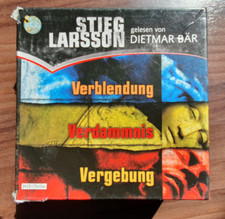 STIEG
LARSSON
gelesen von
DIETMAR BÄR
Verblendung
Verdammnis
Vergebung